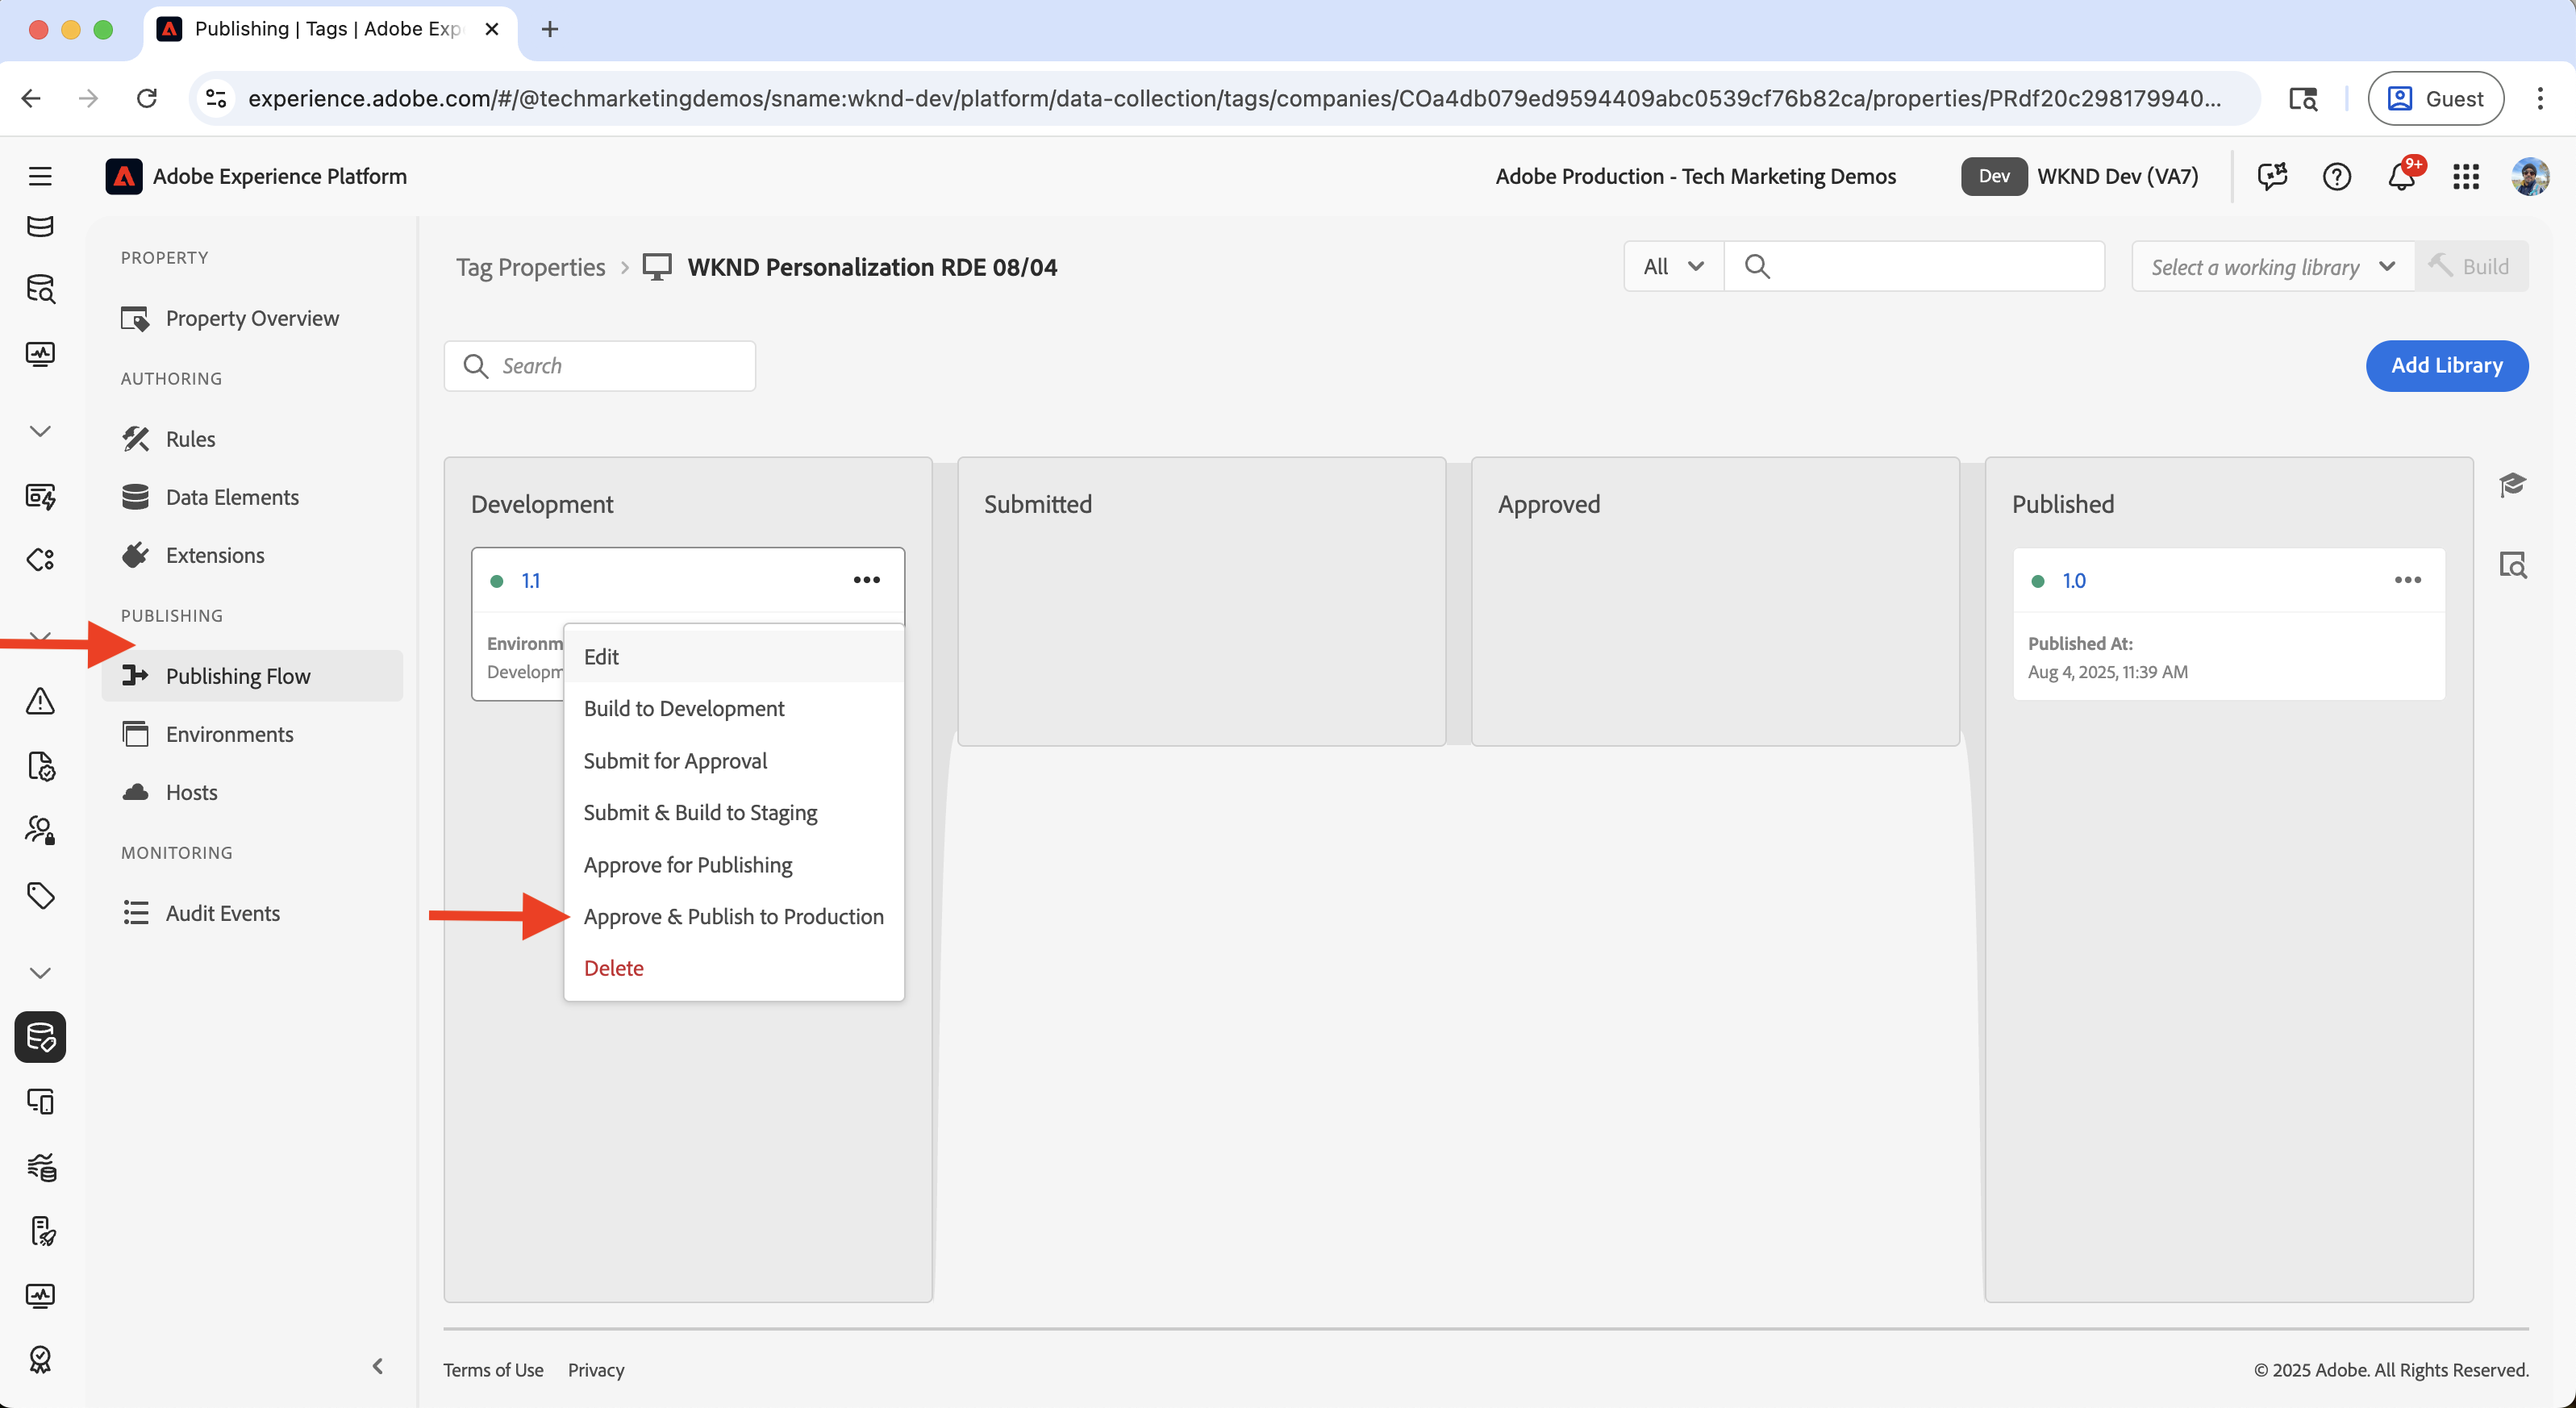 Publishing | Tags | Adobe Exp
experience.adobe.com/#/@techmarketingdemos/sname:wknd-dev/platform/data-collection/tags/companies/COa4db079ed9594409abc0539cf76b82ca/properties/PRdf20c298179940...
Guest
Adobe Experience Platform
Adobe Production - Tech Marketing Demos
Dev
WKND Dev (VA7)
9+
PROPERTY
Property Overview
AUTHORING
Rules
Data Elements
Extensions
PUBLISHING
Publishing Flow
Environments
Hosts
MONITORING
Audit Events
Tag Properties
WKND Personalization RDE 08/04
All
Select a working library
Build
Search
Add Library
Development
1.1
Environm
Developm
Edit
Build to Development
Submit for Approval
Submit & Build to Staging
Approve for Publishing
Approve & Publish to Production
Delete
Submitted
Approved
Published
1.0
Published At:
Aug 4, 2025, 11:39 AM
Terms of Use
Privacy
© 2025 Adobe. All Rights Reserved.